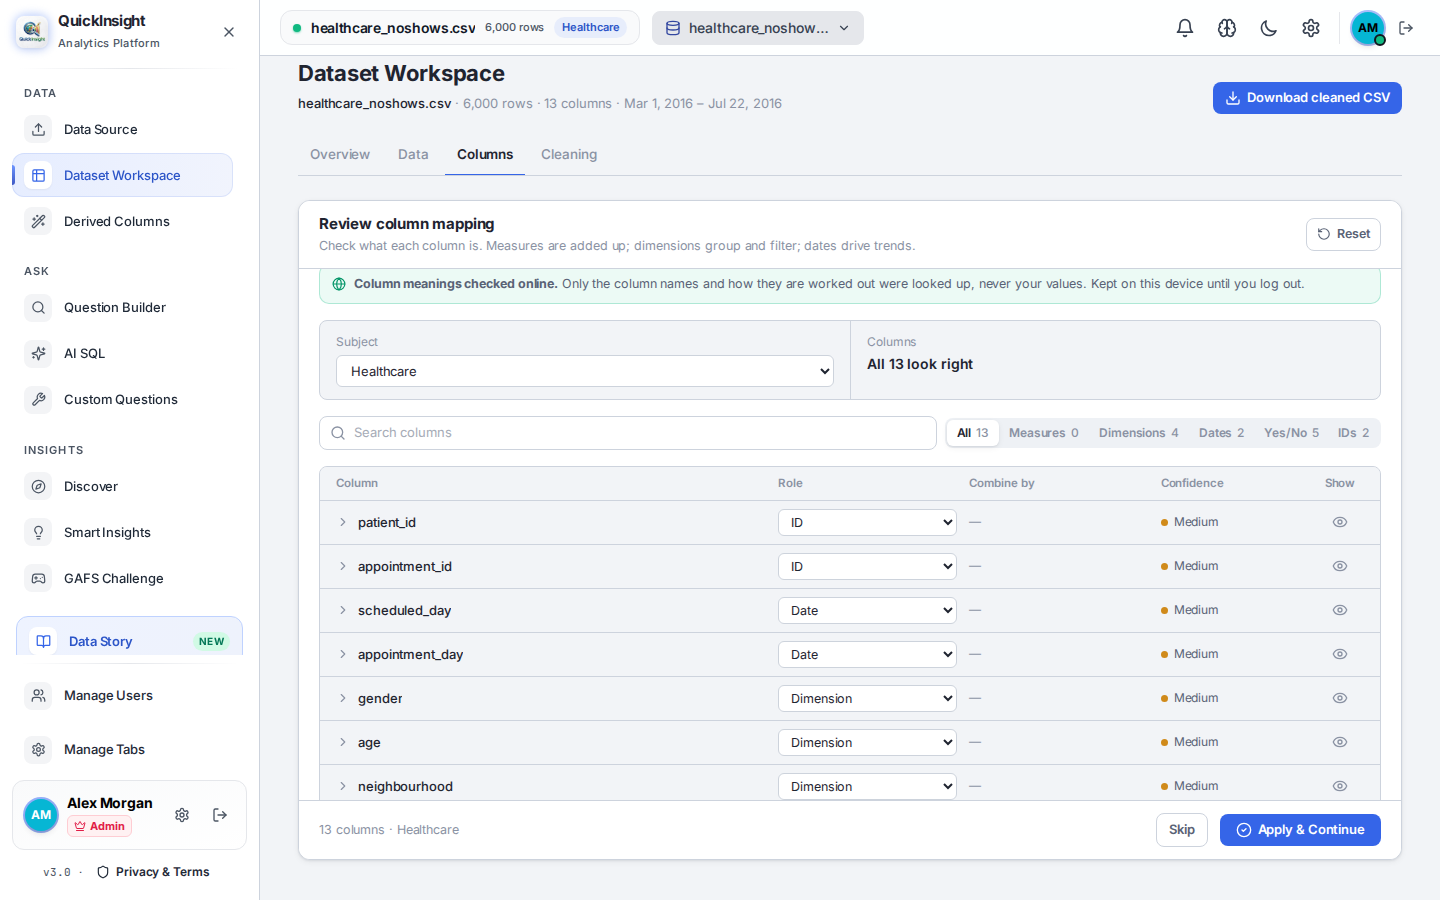 QuickInsight
Analytics Platform
DATA
Data Source
Dataset Workspace
Derived Columns
ASK
Question Builder
AI SQL
Custom Questions
INSIGHTS
Discover
Smart Insights
GAFS Challenge
Data Story NEW
Manage Users
Manage Tabs
AM Alex Morgan
Admin
v3.0 · Privacy & Terms
healthcare_noshows.csv 6,000 rows Healthcare healthcare_noshow... AM
Dataset Workspace
healthcare_noshows.csv · 6,000 rows · 13 columns · Mar 1, 2016 – Jul 22, 2016
Download cleaned CSV
Overview Data Columns Cleaning
Review column mapping
Check what each column is. Measures are added up; dimensions group and filter; dates drive trends.
Reset
Column meanings checked online. Only the column names and how they are worked out were looked up, never your values. Kept on this device until you log out.
Subject
Healthcare
Columns
All 13 look right
Search columns
All 13 Measures 0 Dimensions 4 Dates 2 Yes/No 5 IDs 2
Column Role Combine by Confidence Show
patient_id ID — Medium
appointment_id ID — Medium
scheduled_day Date — Medium
appointment_day Date — Medium
gender Dimension — Medium
age Dimension — Medium
neighbourhood Dimension — Medium
13 columns · Healthcare
Skip
Apply & Continue